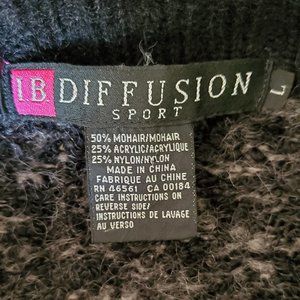 I.B. DIFFUSION
SPORT
L
50% MOHAIR/MOHAIR
25% ACRYLIC/ACRYLIQUE
25% NYLON/NYLON
MADE IN CHINA
FABRIQUE AU CHINE
RN 46561 CA 00184
CARE INSTRUCTIONS ON
REVERSE SIDE/
INSTRUCTIONS DE LAVAGE
AU VERSO